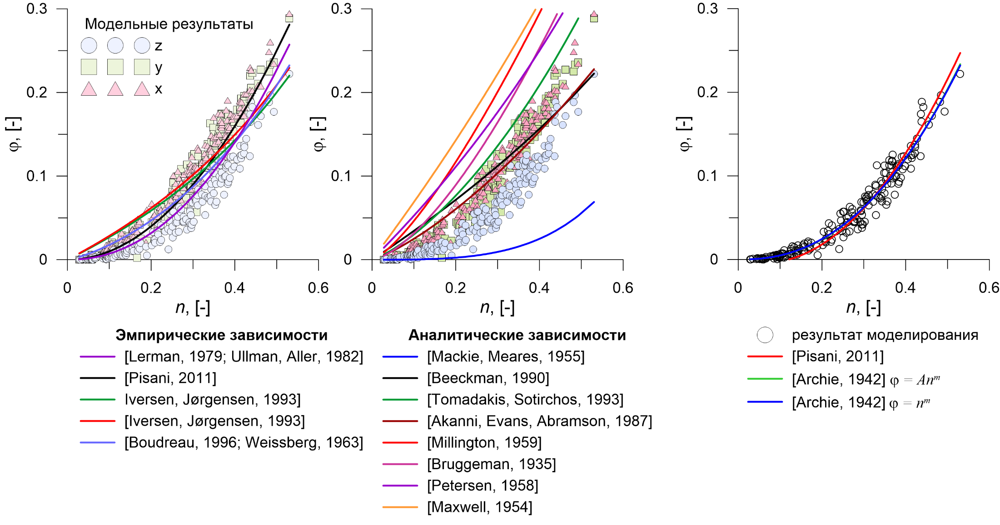 0.3
0.2
0.1
0
0
0.2
0.4
0.6
φ, [-]
n, [-]
Модельные результаты
z
y
x
Эмпирические зависимости
[Lerman, 1979; Ullman, Aller, 1982]
[Pisani, 2011]
Iversen, Jørgensen, 1993]
[Iversen, Jørgensen, 1993]
[Boudreau, 1996; Weissberg, 1963]
0.3
0.2
0.1
0
0
0.2
0.4
0.6
φ, [-]
n, [-]
Аналитические зависимости
[Mackie, Meares, 1955]
[Beeckman, 1990]
[Tomadakis, Sotirchos, 1993]
[Akanni, Evans, Abramson, 1987]
[Millington, 1959]
[Bruggeman, 1935]
[Petersen, 1958]
[Maxwell, 1954]
0.3
0.2
0.1
0
0
0.2
0.4
0.6
φ, [-]
n, [-]
результат моделирования
[Pisani, 2011]
[Archie, 1942] φ = Anᵐ
[Archie, 1942] φ = nᵐ